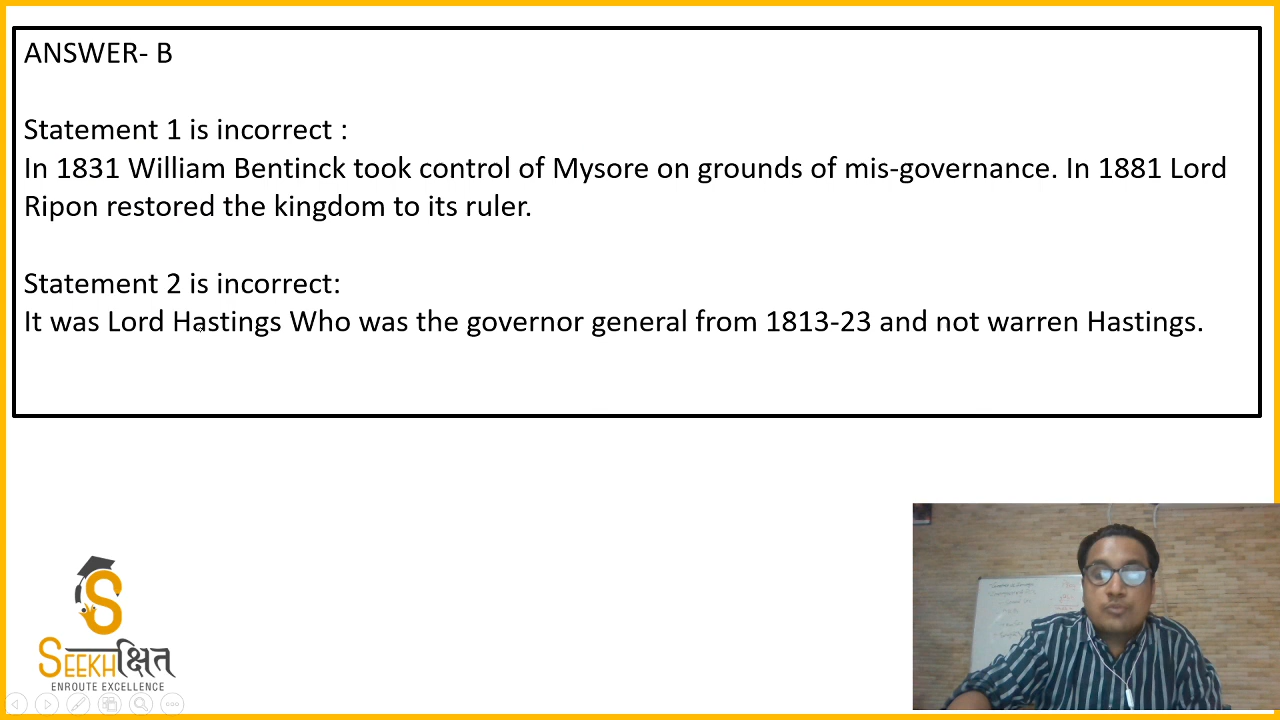 ANSWER- B
Statement 1 is incorrect :
In 1831 William Bentinck took control of Mysore on grounds of mis-governance. In 1881 Lord
Ripon restored the kingdom to its ruler.
Statement 2 is incorrect:
It was Lord Hastings Who was the governor general from 1813-23 and not warren Hastings.
S
SEEKHक्षित
ENROUTE EXCELLENCE